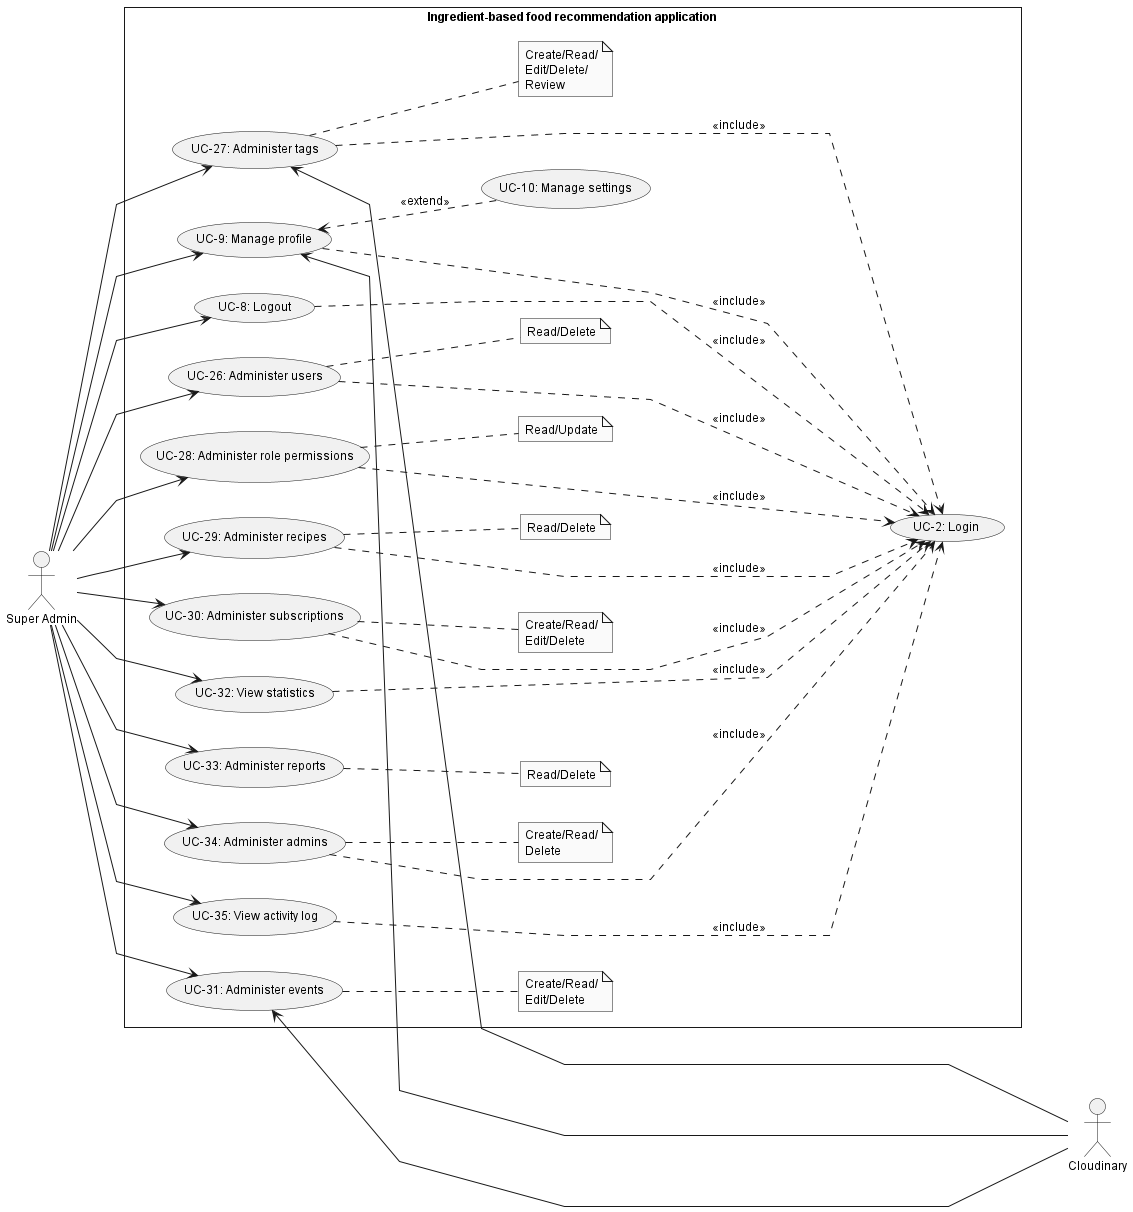 Ingredient-based food recommendation application
Create/Read/
Edit/Delete/
Review
«include»
UC-27: Administer tags
UC-10: Manage settings
«extend»
UC-9: Manage profile
«include»
UC-8: Logout
Read/Delete
«include»
UC-26: Administer users
«include»
Read/Update
UC-28: Administer role permissions
«include»
Read/Delete
UC-2: Login
UC-29: Administer recipes
«include»
Super Admin
UC-30: Administer subscriptions
Create/Read/
Edit/Delete
«include»
«include»
UC-32: View statistics
«include»
UC-33: Administer reports
Read/Delete
Create/Read/
Delete
UC-34: Administer admins
UC-35: View activity log
«include»
UC-31: Administer events
Create/Read/
Edit/Delete
Cloudinary